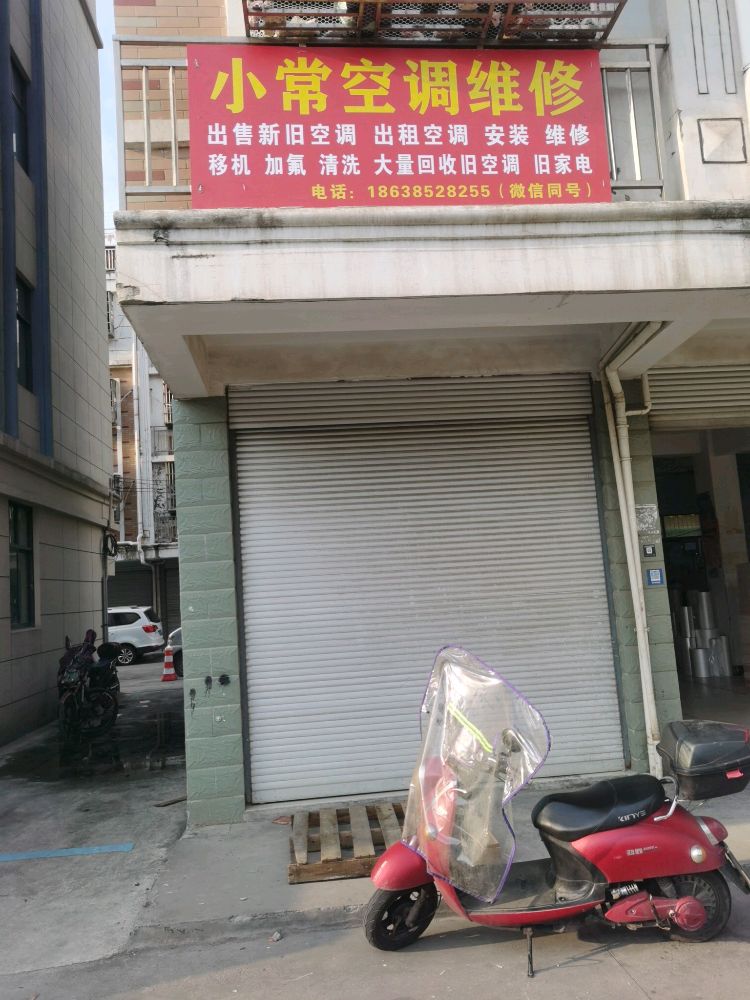 小常空调维修
出售新旧空调 出租空调 安装 维修
移机 加氟 清洗 大量回收旧空调 旧家电
电话：18638528255（微信同号）